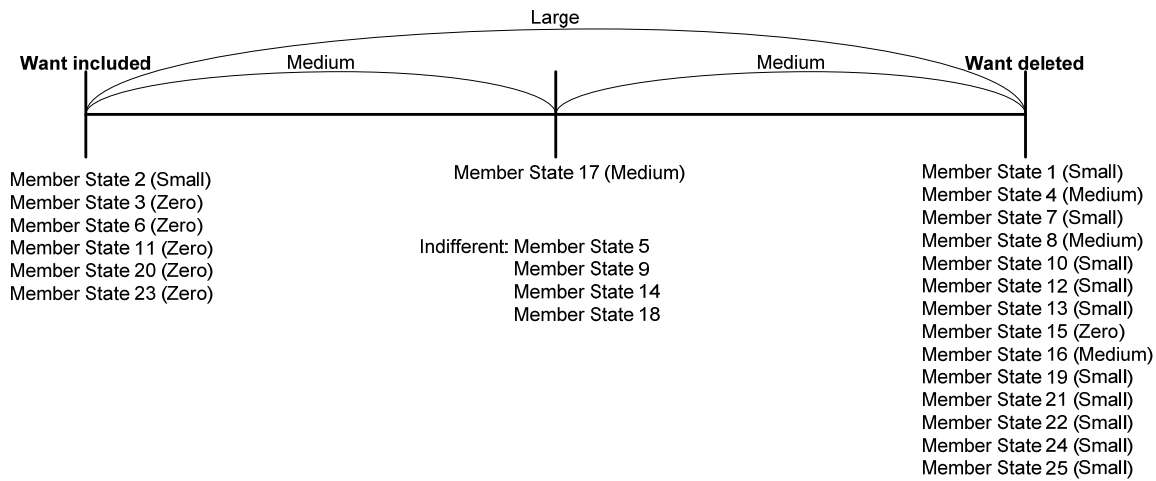 Large
Want included
Medium
Medium
Want deleted
Member State 2 (Small)
Member State 3 (Zero)
Member State 6 (Zero)
Member State 11 (Zero)
Member State 20 (Zero)
Member State 23 (Zero)
Member State 17 (Medium)
Indifferent: Member State 5
Member State 9
Member State 14
Member State 18
Member State 1 (Small)
Member State 4 (Medium)
Member State 7 (Small)
Member State 8 (Medium)
Member State 10 (Small)
Member State 12 (Small)
Member State 13 (Small)
Member State 15 (Zero)
Member State 16 (Medium)
Member State 19 (Small)
Member State 21 (Small)
Member State 22 (Small)
Member State 24 (Small)
Member State 25 (Small)